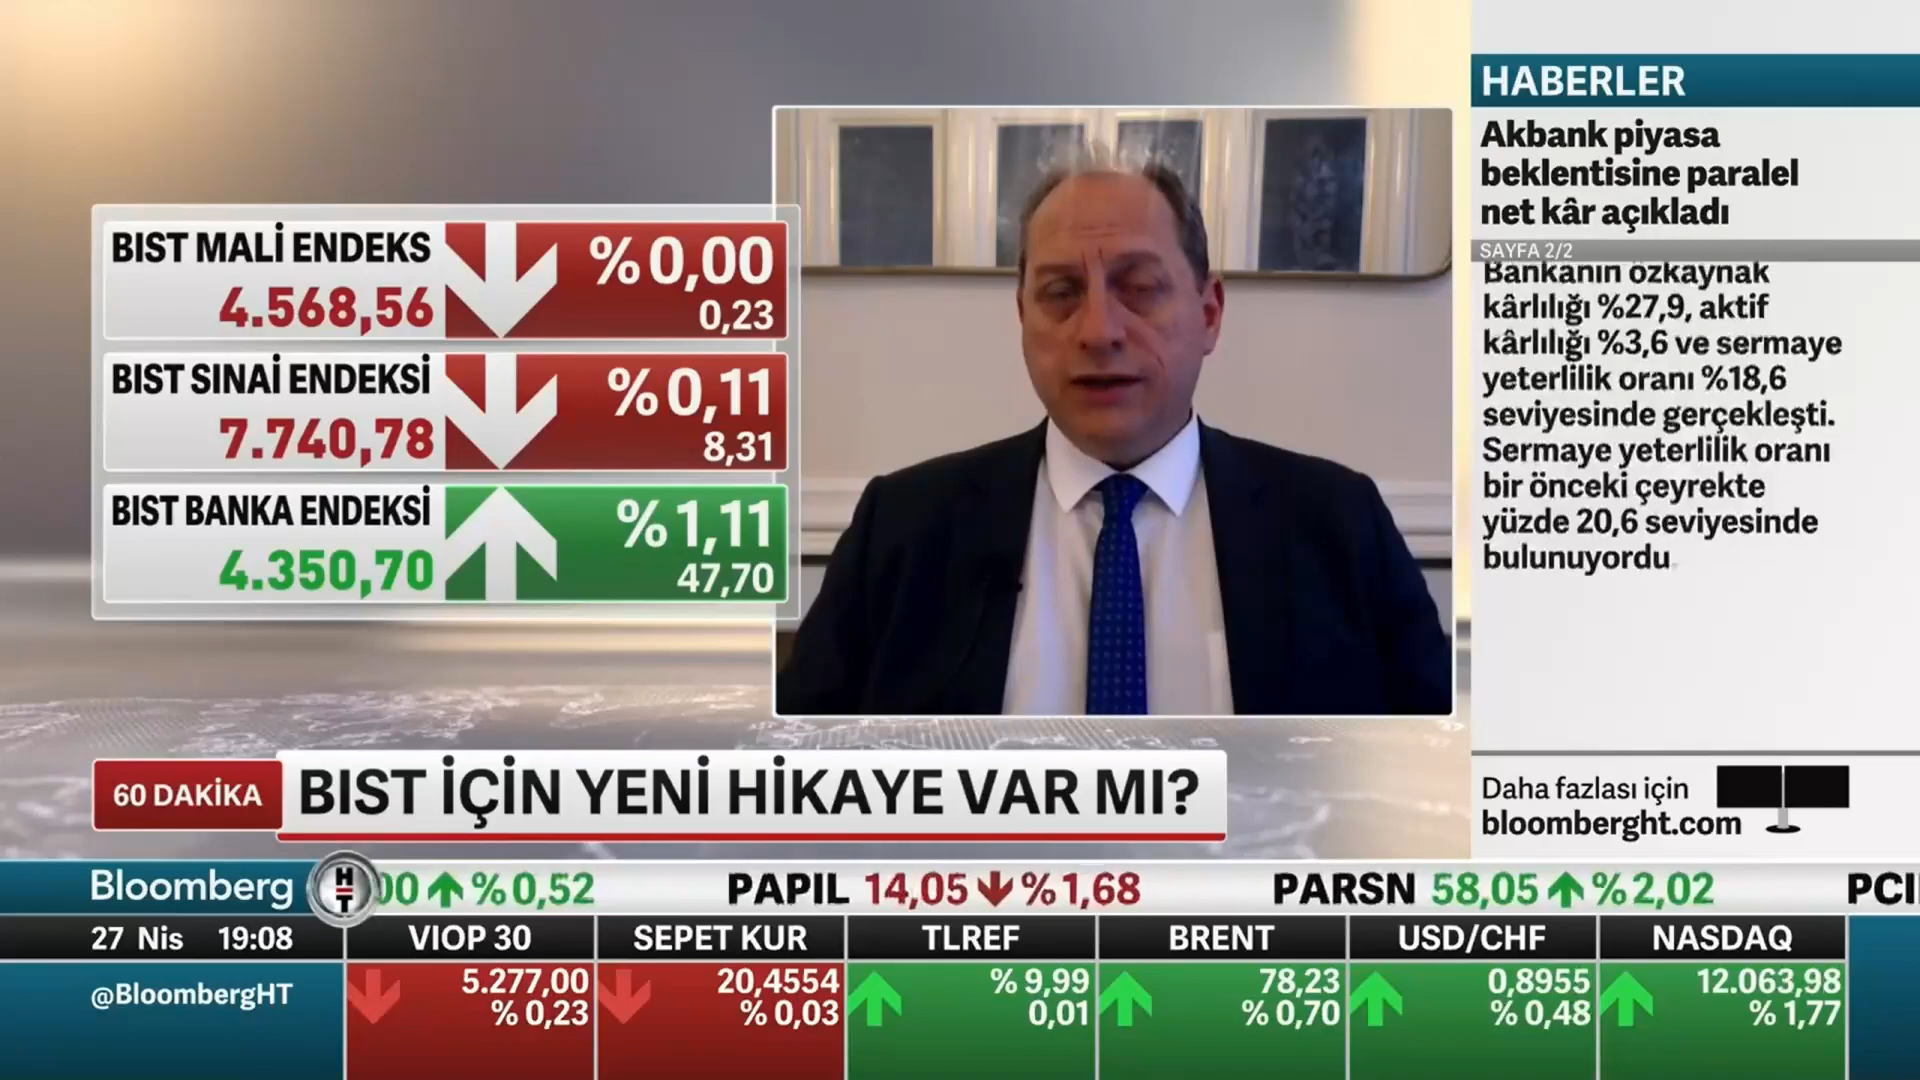 HABERLER
Akbank piyasa
beklentisine paralel
net kâr açıkladı
SAYFA 2/2
Bankanın özkaynak
kârlılığı %27,9, aktif
kârlılığı %3,6 ve sermaye
yeterlilik oranı %18,6
seviyesinde gerçekleşti.
Sermaye yeterlilik oranı
bir önceki çeyrekte
yüzde 20,6 seviyesinde
bulunuyordu
Daha fazlası için
bloomberght.com
BIST MALİ ENDEKS
4.568,56
%0,00
0,23
BIST SINAİ ENDEKSİ
7.740,78
%0,11
8,31
BIST BANKA ENDEKSİ
4.350,70
%1,11
47,70
60 DAKİKA
BIST İÇİN YENİ HİKAYE VAR MI?
Bloomberg HT
00 %0,52 PAPIL 14,05 %1,68 PARSN 58,05 %2,02
27 Nis 19:08
@BloombergHT
VIOP 30
5.277,00
% 0,23
SEPET KUR
20,4554
% 0,03
TLREF
% 9,99
0,01
BRENT
78,23
% 0,70
USD/CHF
0,8955
% 0,48
NASDAQ
12.063,98
% 1,77